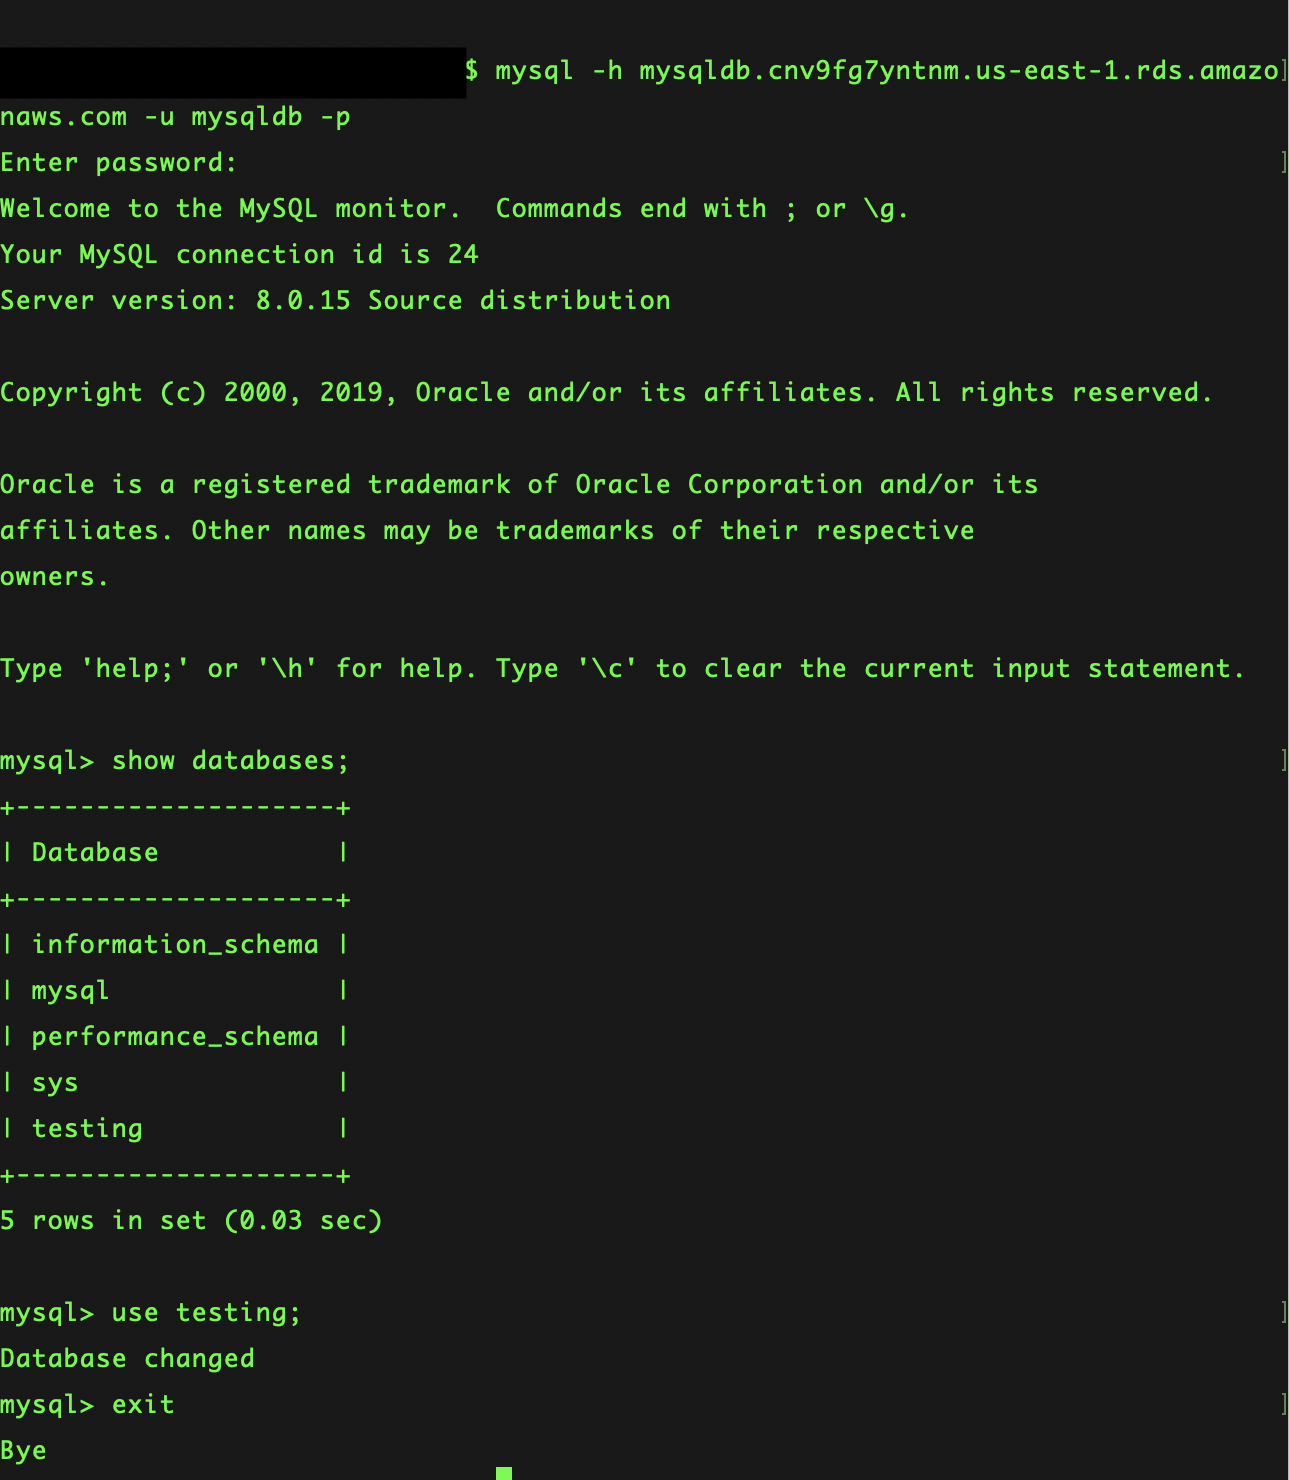 $ mysql -h mysqldb.cnv9fg7yntnm.us-east-1.rds.amazo]
naws.com -u mysqldb -p
Enter password: ]
Welcome to the MySQL monitor.  Commands end with ; or \g.
Your MySQL connection id is 24
Server version: 8.0.15 Source distribution
Copyright (c) 2000, 2019, Oracle and/or its affiliates. All rights reserved.
Oracle is a registered trademark of Oracle Corporation and/or its
affiliates. Other names may be trademarks of their respective
owners.
Type 'help;' or '\h' for help. Type '\c' to clear the current input statement.
mysql> show databases; ]
+--------------------+
| Database           |
+--------------------+
| information_schema |
| mysql              |
| performance_schema |
| sys                |
| testing            |
+--------------------+
5 rows in set (0.03 sec)
mysql> use testing; ]
Database changed
mysql> exit ]
Bye